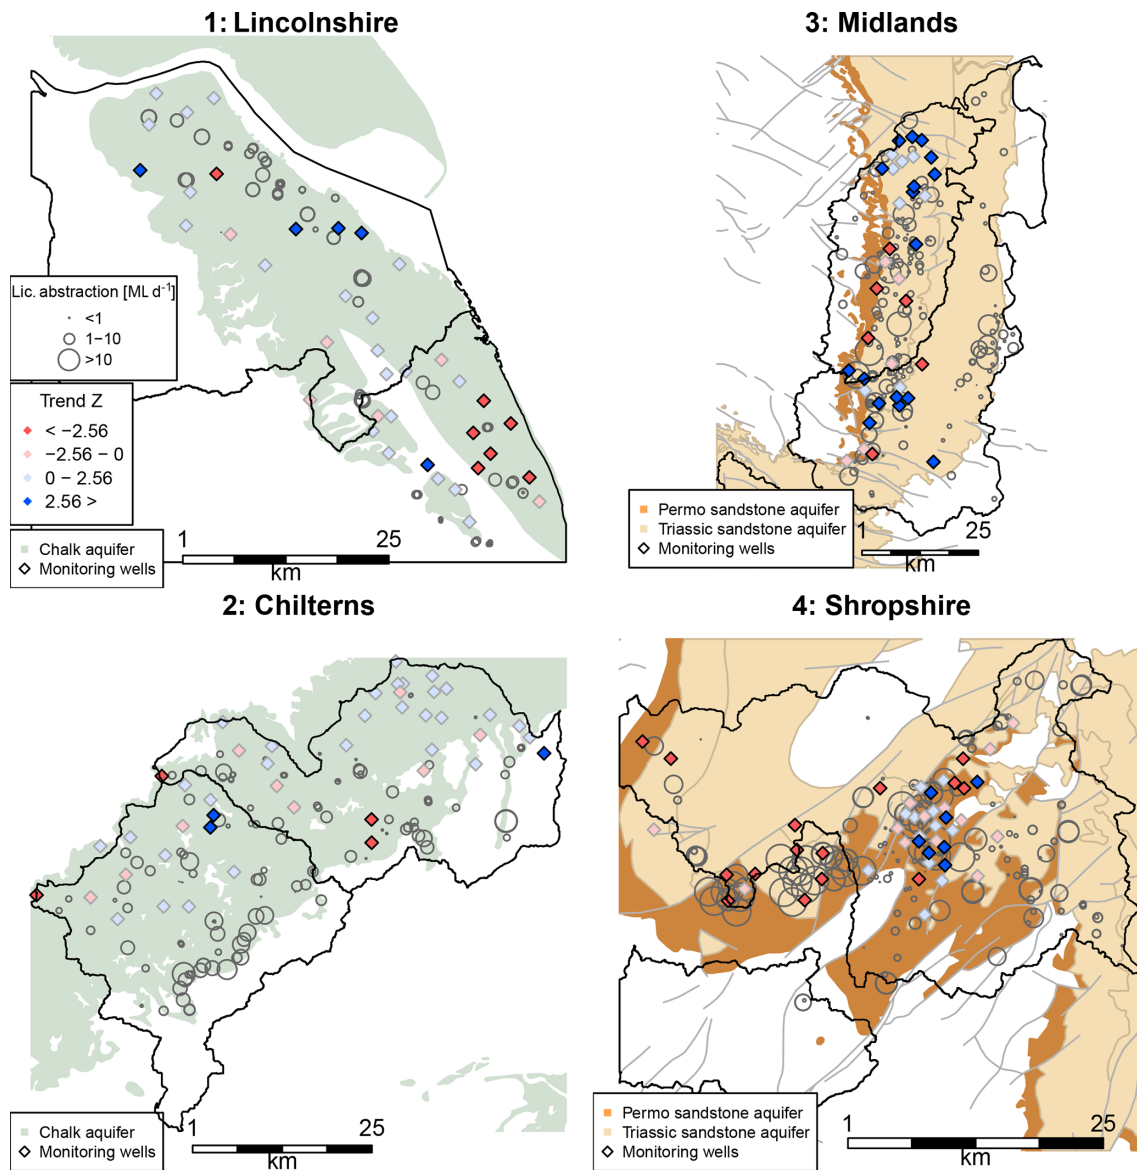 1: Lincolnshire
Lic. abstraction [ML d⁻¹]
<1
1–10
>10
Trend Z
< −2.56
−2.56 – 0
0 – 2.56
2.56 >
Chalk aquifer
Monitoring wells
1 25
km
3: Midlands
Permo sandstone aquifer
Triassic sandstone aquifer
Monitoring wells
1 25
km
2: Chilterns
Chalk aquifer
Monitoring wells
1 25
km
4: Shropshire
Permo sandstone aquifer
Triassic sandstone aquifer
Monitoring wells
1 25
km